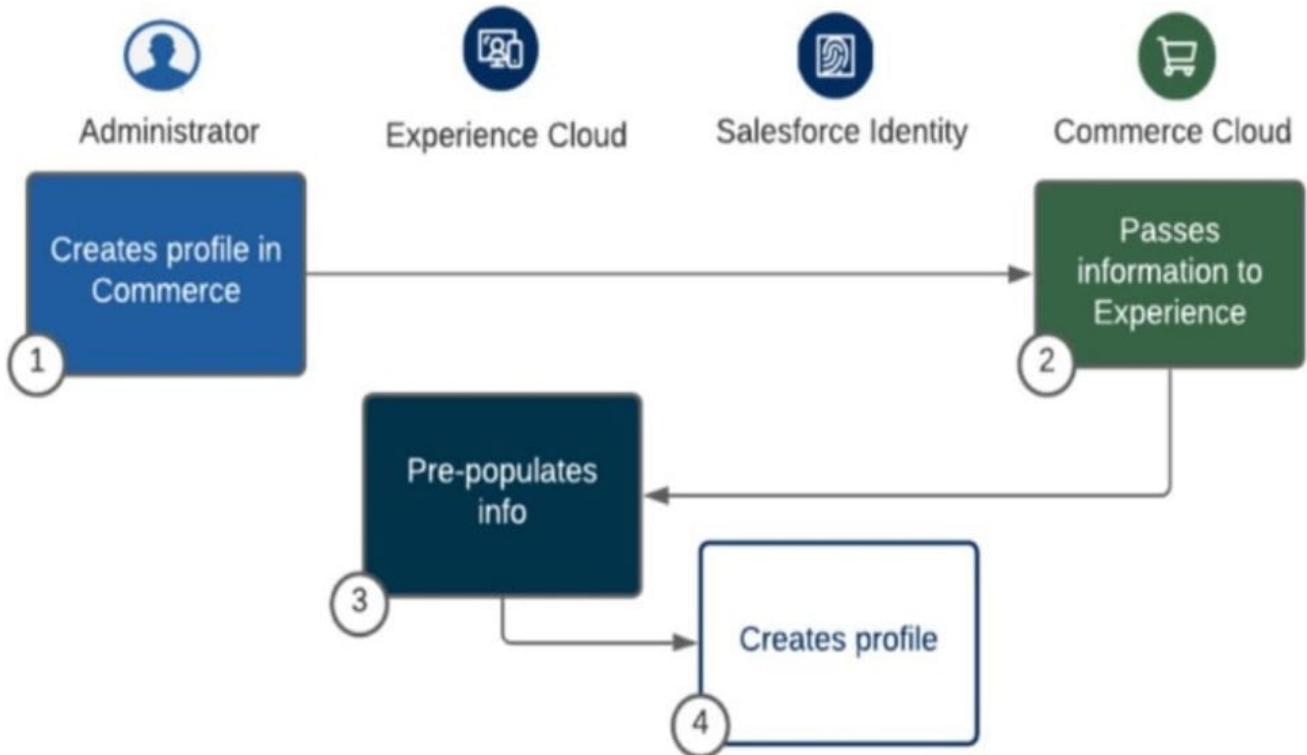 Administrator
Experience Cloud
Salesforce Identity
Commerce Cloud
Creates profile in
Commerce
1
Passes
information to
Experience
2
Pre-populates
info
3
Creates profile
4